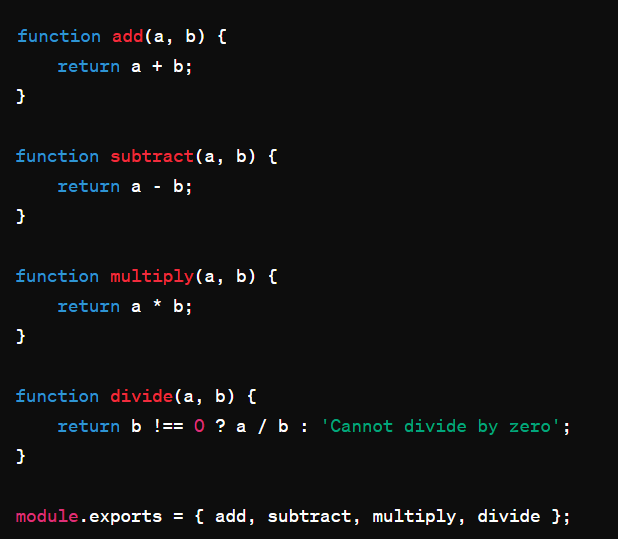 function add(a, b) {
    return a + b;
}

function subtract(a, b) {
    return a - b;
}

function multiply(a, b) {
    return a * b;
}

function divide(a, b) {
    return b !== 0 ? a / b : 'Cannot divide by zero';
}

module.exports = { add, subtract, multiply, divide };